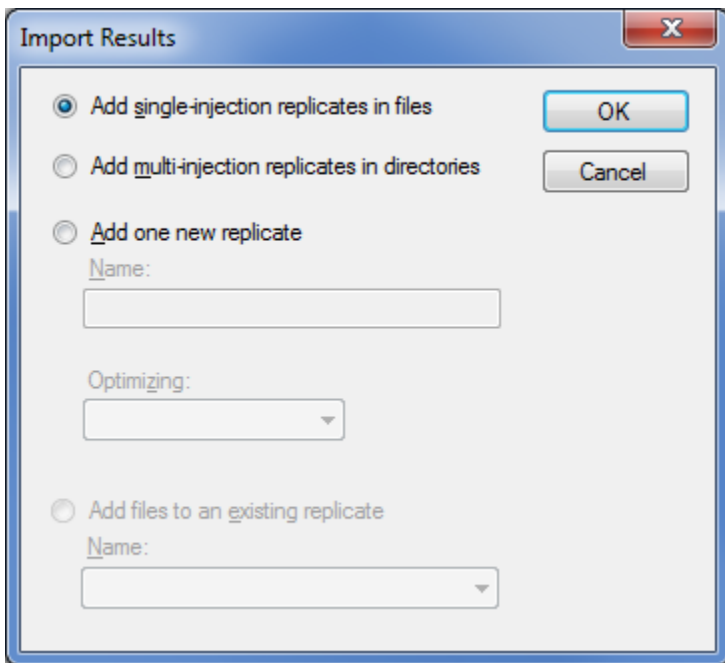 Import Results
Add single-injection replicates in files
OK
Add multi-injection replicates in directories
Cancel
Add one new replicate
Name:
Optimizing:
Add files to an existing replicate
Name: